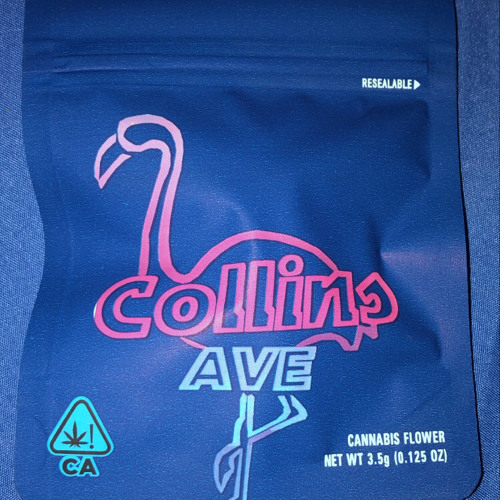 RESEALABLE
Collins
AVE
!
CA
CANNABIS FLOWER
NET WT 3.5g (0.125 OZ)